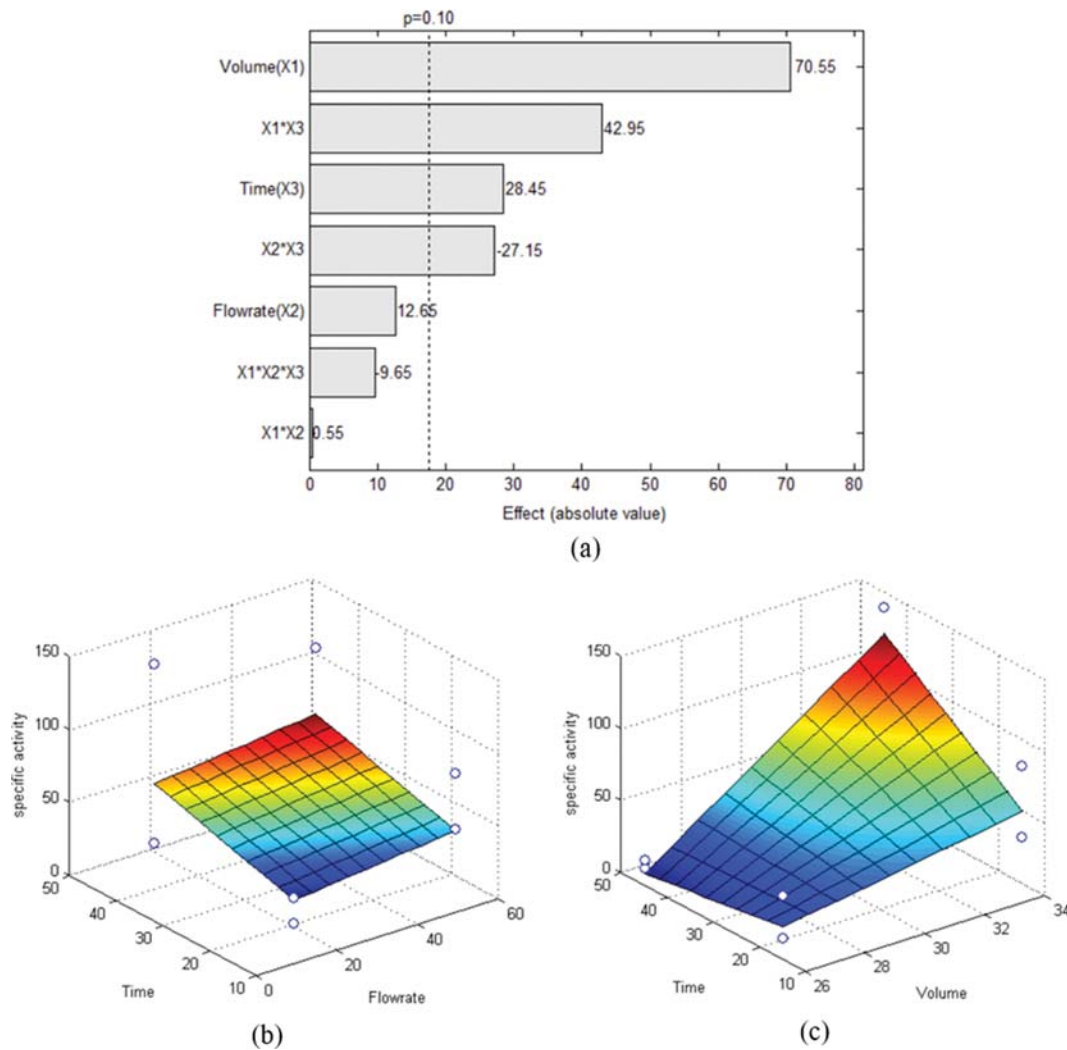 p=0.10
Volume(X1) 70.55
X1*X3 42.95
Time(X3) 28.45
X2*X3 -27.15
Flowrate(X2) 12.65
X1*X2*X3 -9.65
X1*X2 0.55
0 10 20 30 40 50 60 70 80
Effect (absolute value)
(a)
specific activity
150
100
50
0
50
40
30
20
10
Time
0
20
40
60
Flowrate
(b)
specific activity
150
100
50
0
50
40
30
20
10
Time
26
28
30
32
34
Volume
(c)